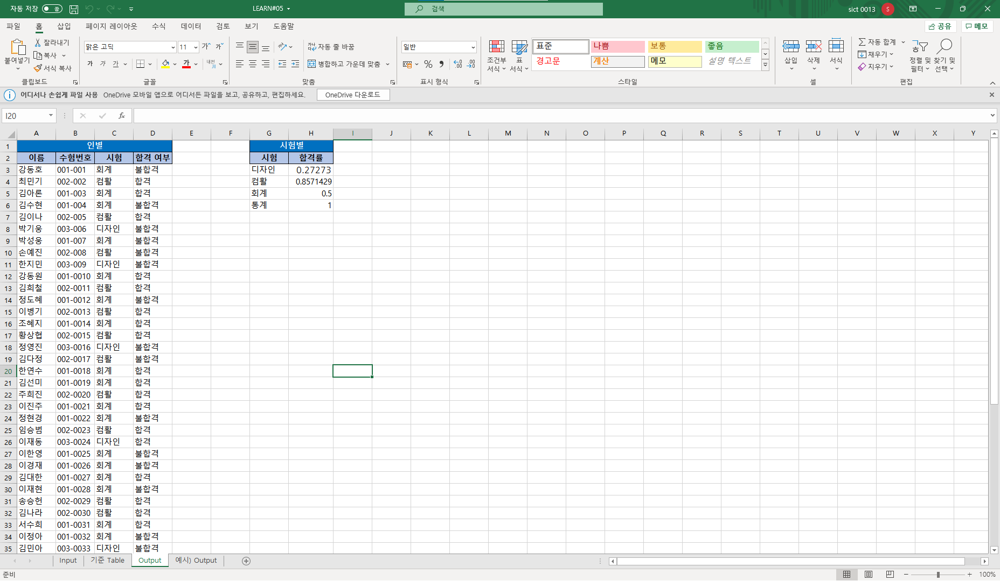 자동 저장 끔 LEARN#05 검색 sict 0013 S
파일 홈 삽입 페이지 레이아웃 수식 데이터 검토 보기 도움말 공유 메모
붙여넣기 잘라내기 복사 서식 복사 클립보드
맑은 고딕 11 가 가 가 가 가 가 내천 글꼴
자동 줄 바꿈 병합하고 가운데 맞춤 맞춤
일반 % 표시 형식
조건부 서식 표 서식 표준 나쁨 보통 좋음
경고문 계산 메모 설명 텍스트 스타일
삽입 삭제 서식 셀
자동 합계 채우기 지우기 정렬 및 필터 찾기 및 선택 편집
어디서나 손쉽게 파일 사용 OneDrive 모바일 앱으로 어디서든 파일을 보고, 공유하고, 편집하세요. OneDrive 다운로드
I20 fx
A B C D E F G H I J K L M N O P Q R S T U V W X Y
1 인별 시험별
2 이름 수험번호 시험 합격 여부 시험 합격률
3 강동호 001-001 회계 불합격 디자인 0.27273
4 최민기 002-002 컴활 합격 컴활 0.8571429
5 김아론 001-003 회계 합격 회계 0.5
6 김수현 001-004 회계 불합격 통계 1
7 김이나 002-005 컴활 합격
8 박기웅 003-006 디자인 불합격
9 박성웅 001-007 회계 불합격
10 손예진 002-008 컴활 불합격
11 한지민 003-009 디자인 불합격
12 강동원 001-0010 회계 합격
13 김희철 002-0011 컴활 합격
14 정도혜 001-0012 회계 불합격
15 이병기 002-0013 컴활 합격
16 조혜지 001-0014 회계 합격
17 황상협 002-0015 컴활 합격
18 정영진 003-0016 디자인 불합격
19 김다정 002-0017 컴활 불합격
20 한연수 001-0018 회계 합격
21 김선미 001-0019 회계 합격
22 주희진 002-0020 컴활 합격
23 이진주 001-0021 회계 합격
24 정현경 001-0022 회계 불합격
25 임승범 002-0023 컴활 합격
26 이재동 003-0024 디자인 합격
27 이한영 001-0025 회계 불합격
28 이경재 001-0026 회계 불합격
29 김대한 001-0027 회계 합격
30 이재현 001-0028 회계 불합격
31 송승헌 002-0029 컴활 합격
32 김나라 002-0030 컴활 합격
33 서수희 001-0031 회계 합격
34 이정아 001-0032 회계 불합격
35 김민아 003-0033 디자인 불합격
Input 기준 Table Output 예시) Output
준비 100%